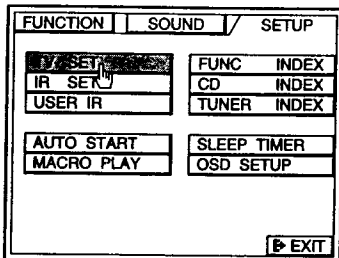 FUNCTION SOUND SETUP
SET
IR SET
USER IR
FUNC INDEX
CD INDEX
TUNER INDEX
AUTO START
MACRO PLAY
SLEEP TIMER
OSD SETUP
EXIT